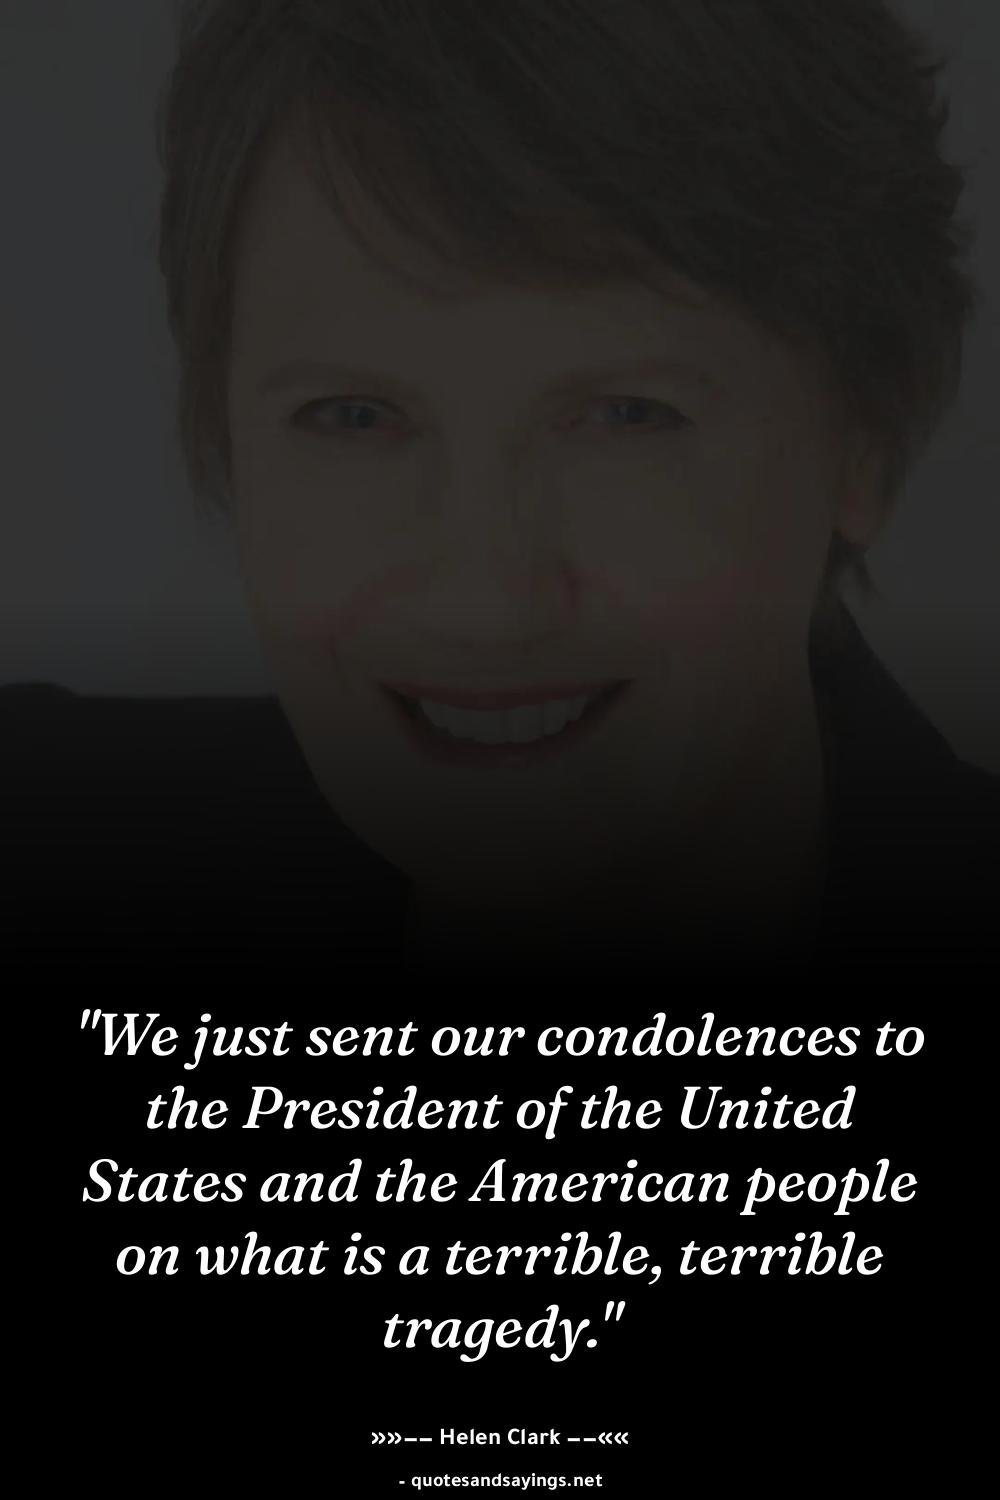 "We just sent our condolences to
the President of the United
States and the American people
on what is a terrible, terrible
tragedy."
»»–– Helen Clark ––««
- quotesandsayings.net